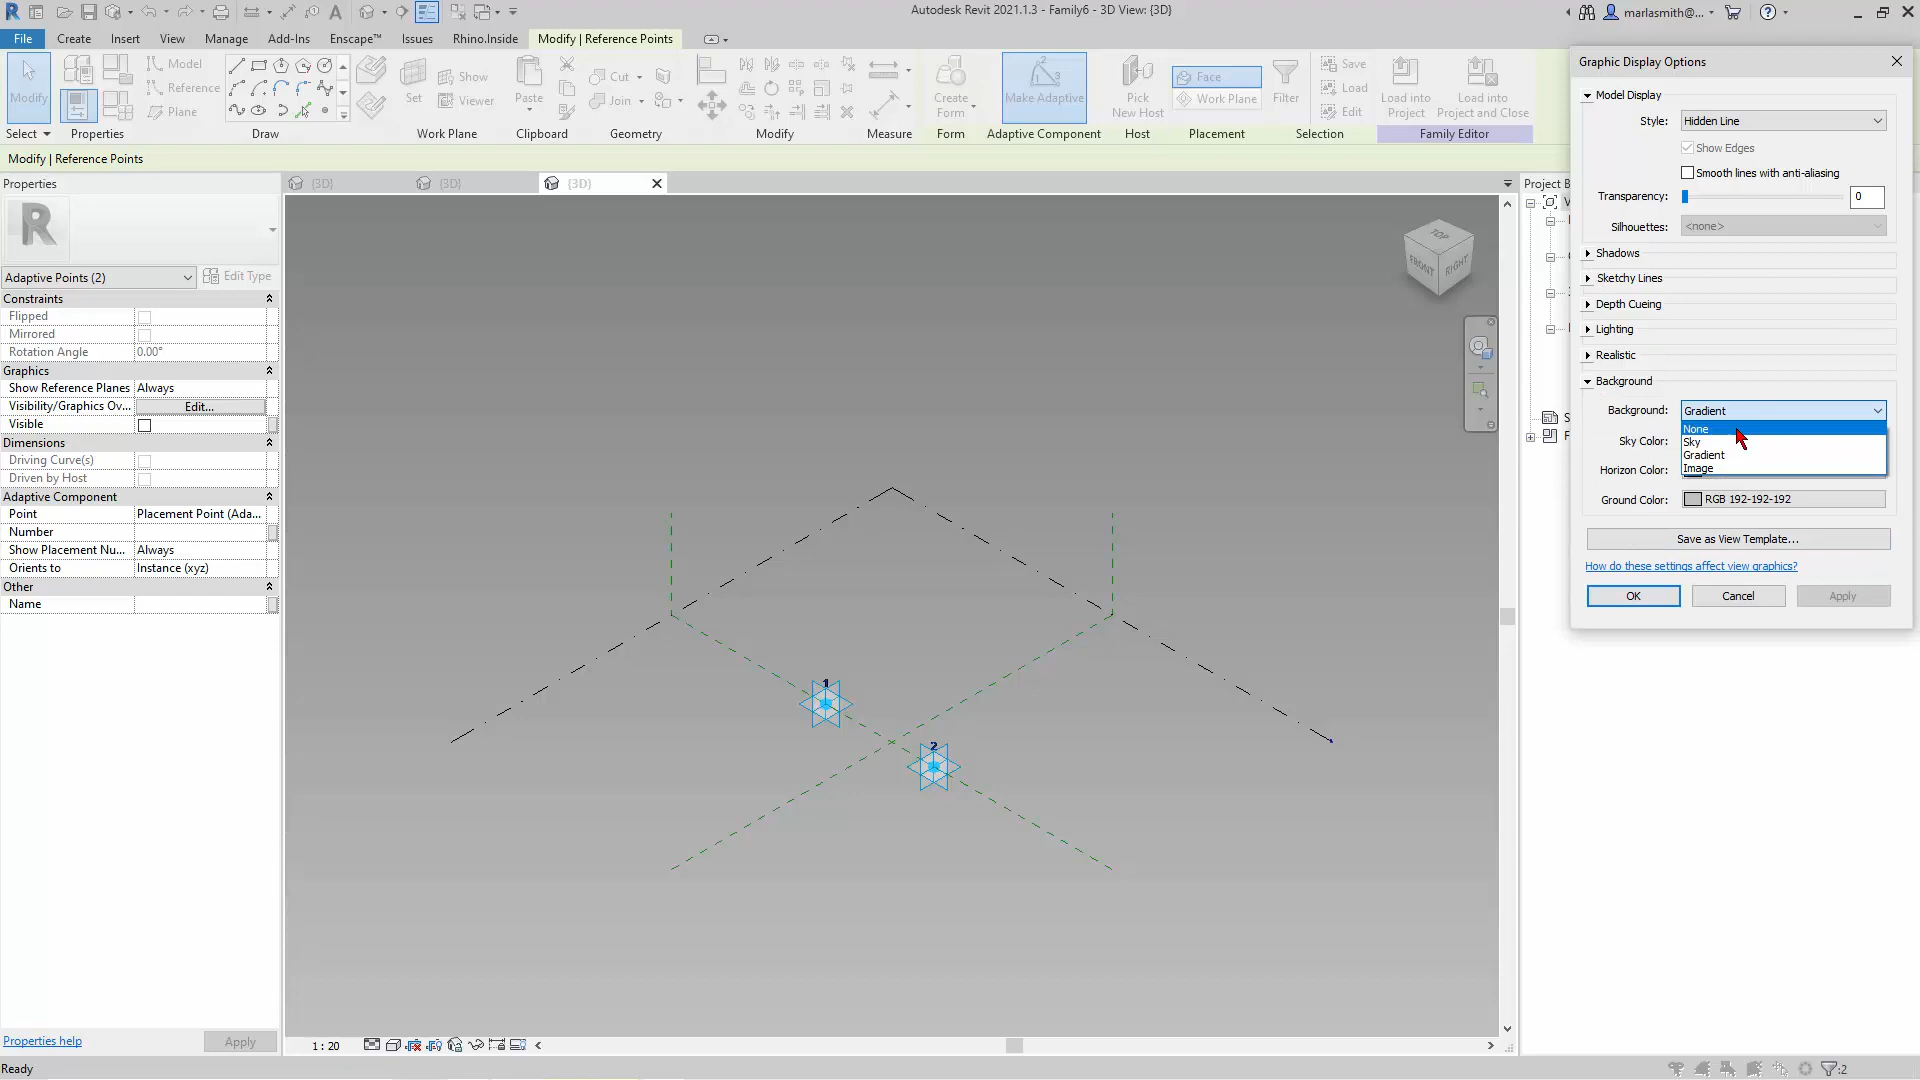 Autodesk Revit 2021.1.3 - Family6 - 3D View: {3D}
marlasmith@...
File
Create
Insert
View
Manage
Add-Ins
Enscape™
Issues
Rhino.Inside
Modify | Reference Points
Modify
Model
Reference
Plane
Set
Show
Viewer
Paste
Cut
Join
Create
Form
Make Adaptive
Pick
New Host
Face
Work Plane
Filter
Save
Load
Edit
Load into
Project
Load into
Project and Close
Select
Properties
Draw
Work Plane
Clipboard
Geometry
Modify
Measure
Form
Adaptive Component
Host
Placement
Selection
Family Editor
Modify | Reference Points
Properties
{3D}
{3D}
{3D}
Project B
Adaptive Points (2)
Edit Type
Constraints
Flipped
Mirrored
Rotation Angle 0.00°
Graphics
Show Reference Planes Always
Visibility/Graphics Ov... Edit...
Visible
Dimensions
Driving Curve(s)
Driven by Host
Adaptive Component
Point Placement Point (Ada...
Number
Show Placement Nu... Always
Orients to Instance (xyz)
Other
Name
Properties help
Apply
TOP
FRONT
RIGHT
1
2
1 : 20
Ready
:2
Graphic Display Options
Model Display
Style: Hidden Line
Show Edges
Smooth lines with anti-aliasing
Transparency: 0
Silhouettes: <none>
Shadows
Sketchy Lines
Depth Cueing
Lighting
Realistic
Background
Background: Gradient
None
Sky
Gradient
Image
Sky Color:
Horizon Color:
Ground Color: RGB 192-192-192
Save as View Template...
How do these settings affect view graphics?
OK
Cancel
Apply